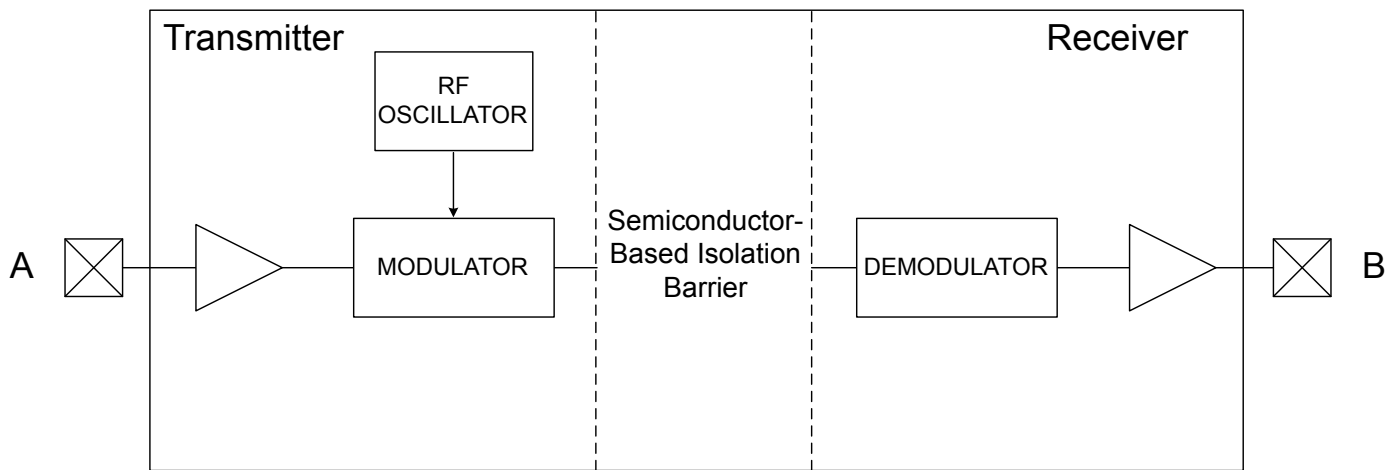 Transmitter
Receiver
RF
OSCILLATOR
A
MODULATOR
Semiconductor-
Based Isolation
Barrier
DEMODULATOR
B